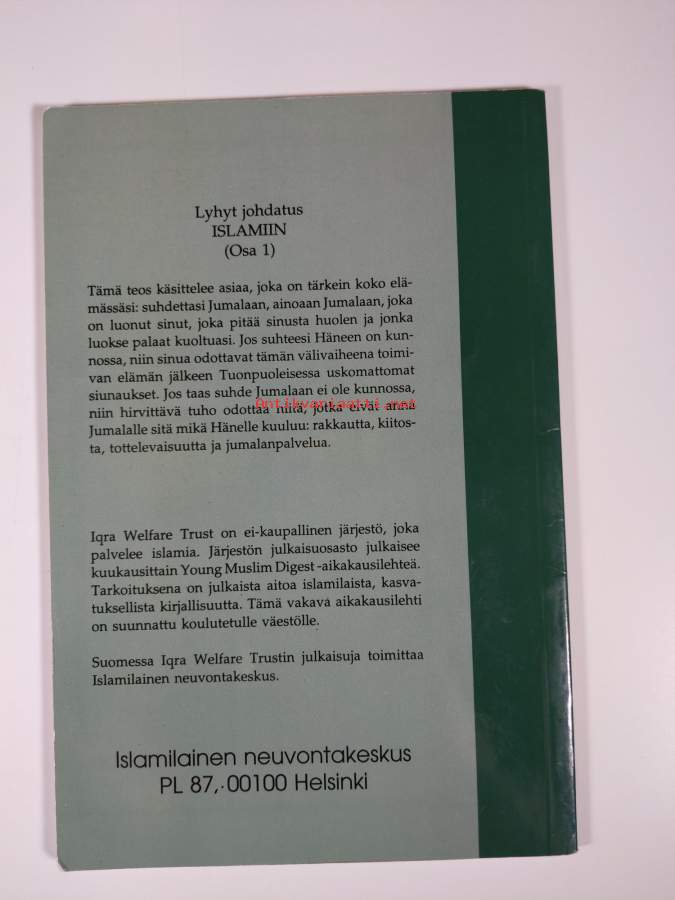 Lyhyt johdatus
ISLAMIIN
(Osa 1)
Tämä teos käsittelee asiaa, joka on tärkein koko elä-
mässäsi: suhdettasi Jumalaan, ainoaan Jumalaan, joka
on luonut sinut, joka pitää sinusta huolen ja jonka
luokse palaat kuoltuasi. Jos suhteesi Häneen on kun-
nossa, niin sinua odottavat tämän välivaiheena toimi-
van elämän jälkeen Tuonpuoleisessa uskomattomat
siunaukset. Jos taas suhde Jumalaan ei ole kunnossa,
Antikvariaatti.net
niin hirvittävä tuho odottaa niitä, jotka eivät anna
Jumalalle sitä mikä Hänelle kuuluu: rakkautta, kiitos-
ta, tottelevaisuutta ja jumalanpalvelua.
Iqra Welfare Trust on ei-kaupallinen järjestö, joka
palvelee islamia. Järjestön julkaisuosasto julkaisee
kuukausittain Young Muslim Digest -aikakausilehteä.
Tarkoituksena on julkaista aitoa islamilaista, kasva-
tuksellista kirjallisuutta. Tämä vakava aikakausilehti
on suunnattu koulutetulle väestölle.
Suomessa Iqra Welfare Trustin julkaisuja toimittaa
Islamilainen neuvontakeskus.
Islamilainen neuvontakeskus
PL 87, 00100 Helsinki